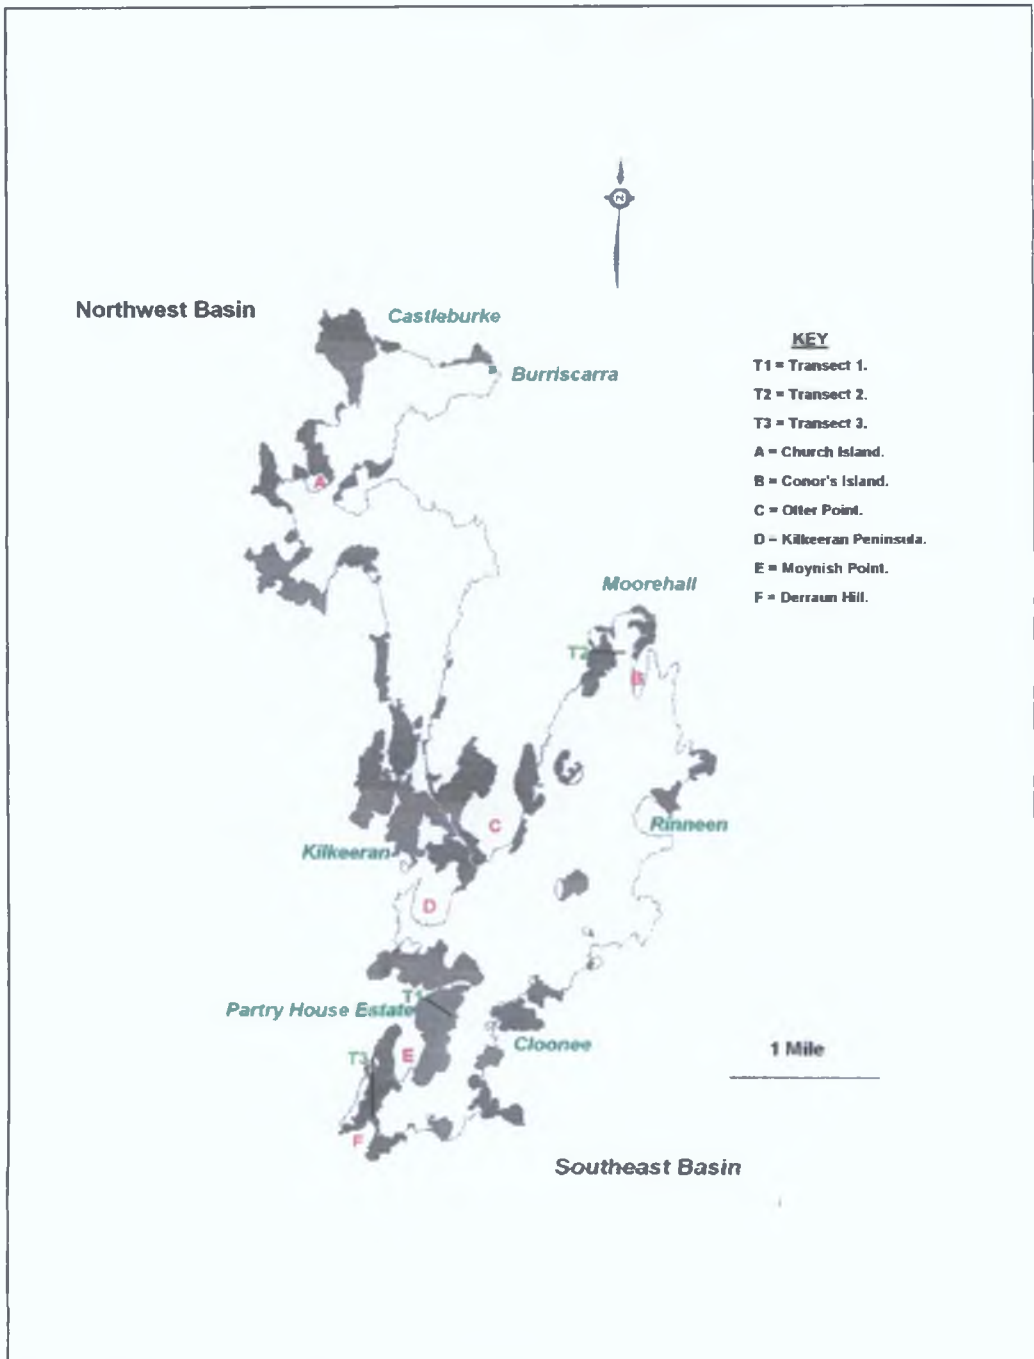 N
Northwest Basin
Castleburke
Burriscarra
KEY
T1 = Transect 1.
T2 = Transect 2.
T3 = Transect 3.
A = Church Island.
B = Conor's Island.
C = Otter Point.
D = Kilkeeran Peninsula.
E = Moynish Point.
F = Derraun Hill.
A
Moorehall
T2
B
C
Rinneen
Kilkeeran
D
T1
Partry House Estate
Cloonee
T3
E
1 Mile
F
Southeast Basin